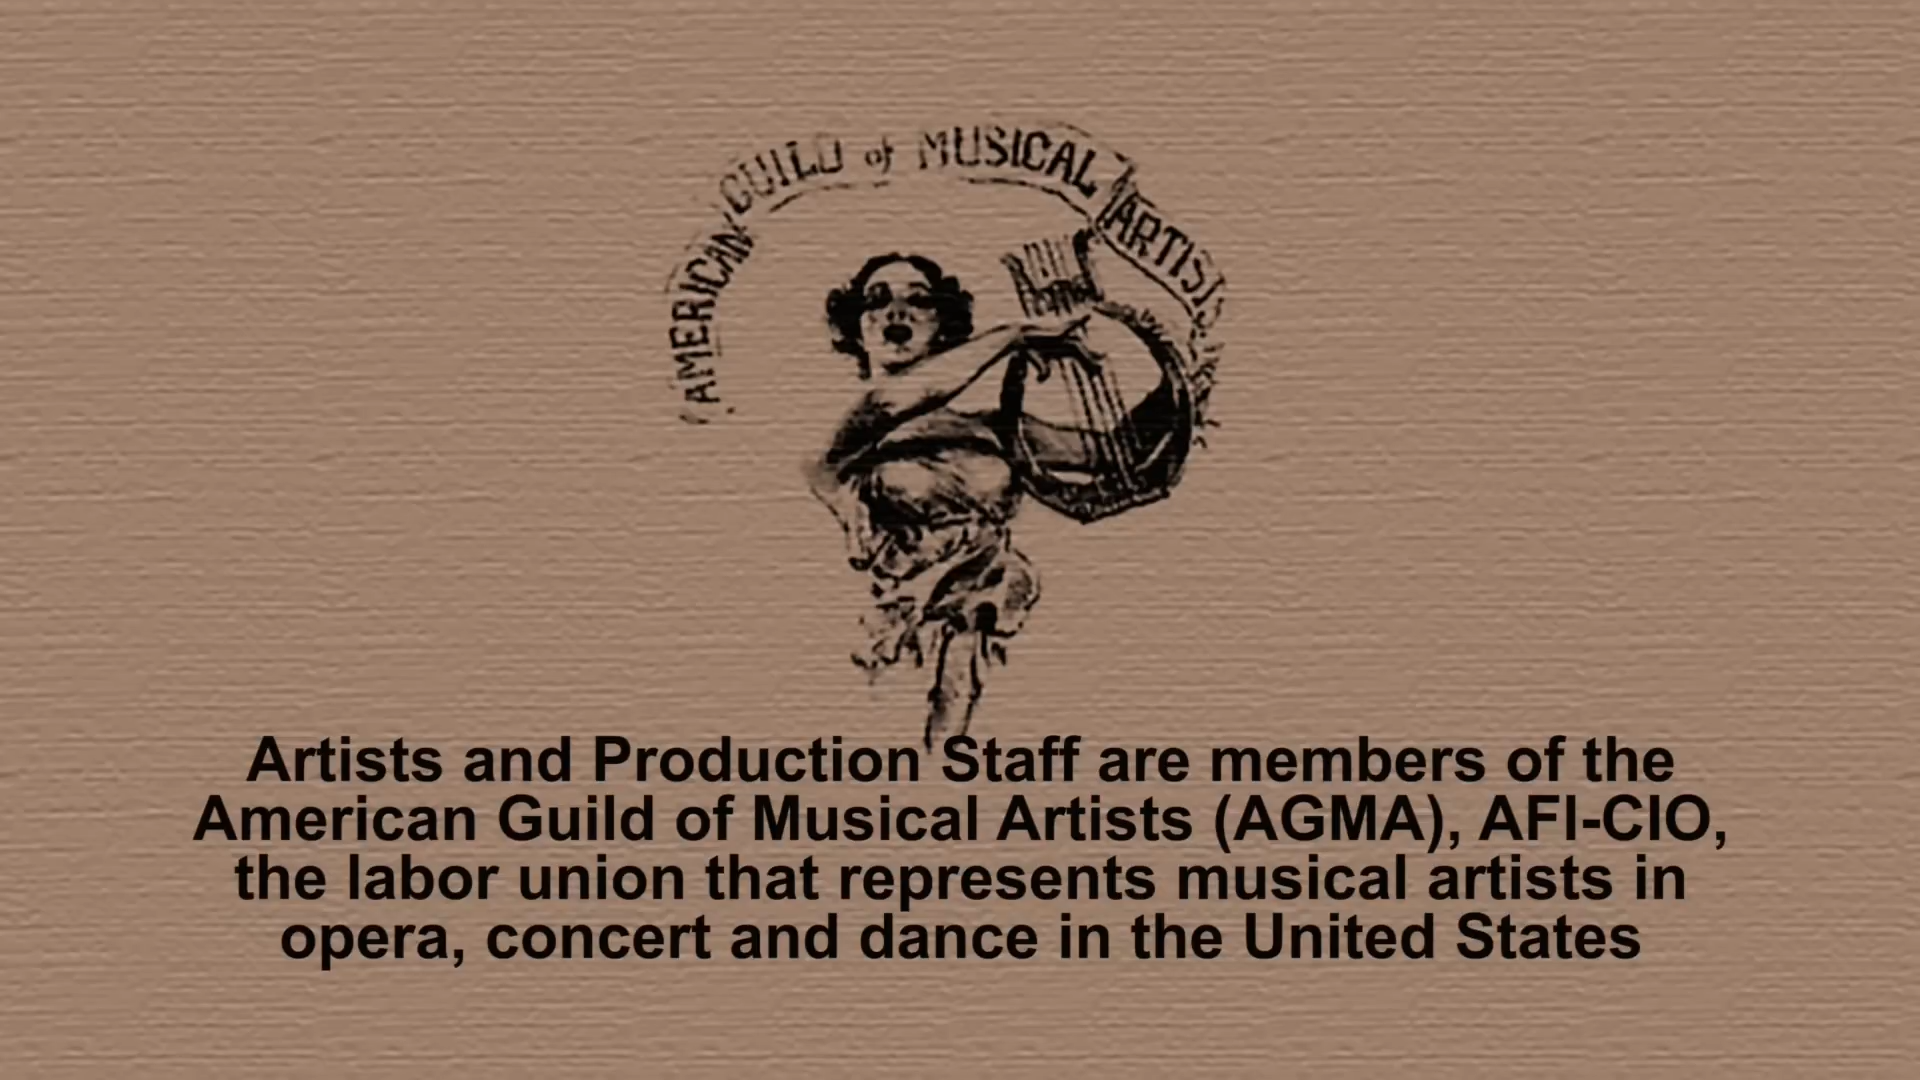 AMERICAN GUILD of MUSICAL ARTISTS
Artists and Production Staff are members of the
American Guild of Musical Artists (AGMA), AFI-CIO,
the labor union that represents musical artists in
opera, concert and dance in the United States